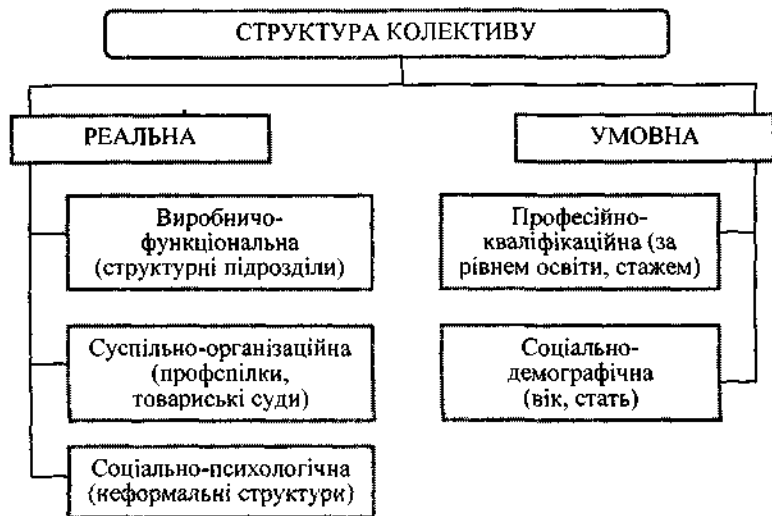 СТРУКТУРА КОЛЕКТИВУ
РЕАЛЬНА
УМОВНА
Виробничо-
функціональна
(структурні підрозділи)
Професійно-
кваліфікаційна (за
рівнем освіти, стажем)
Суспільно-організаційна
(профспілки,
товариські суди)
Соціально-
демографічна
(вік, стать)
Соціально-психологічна
(неформальні структури)